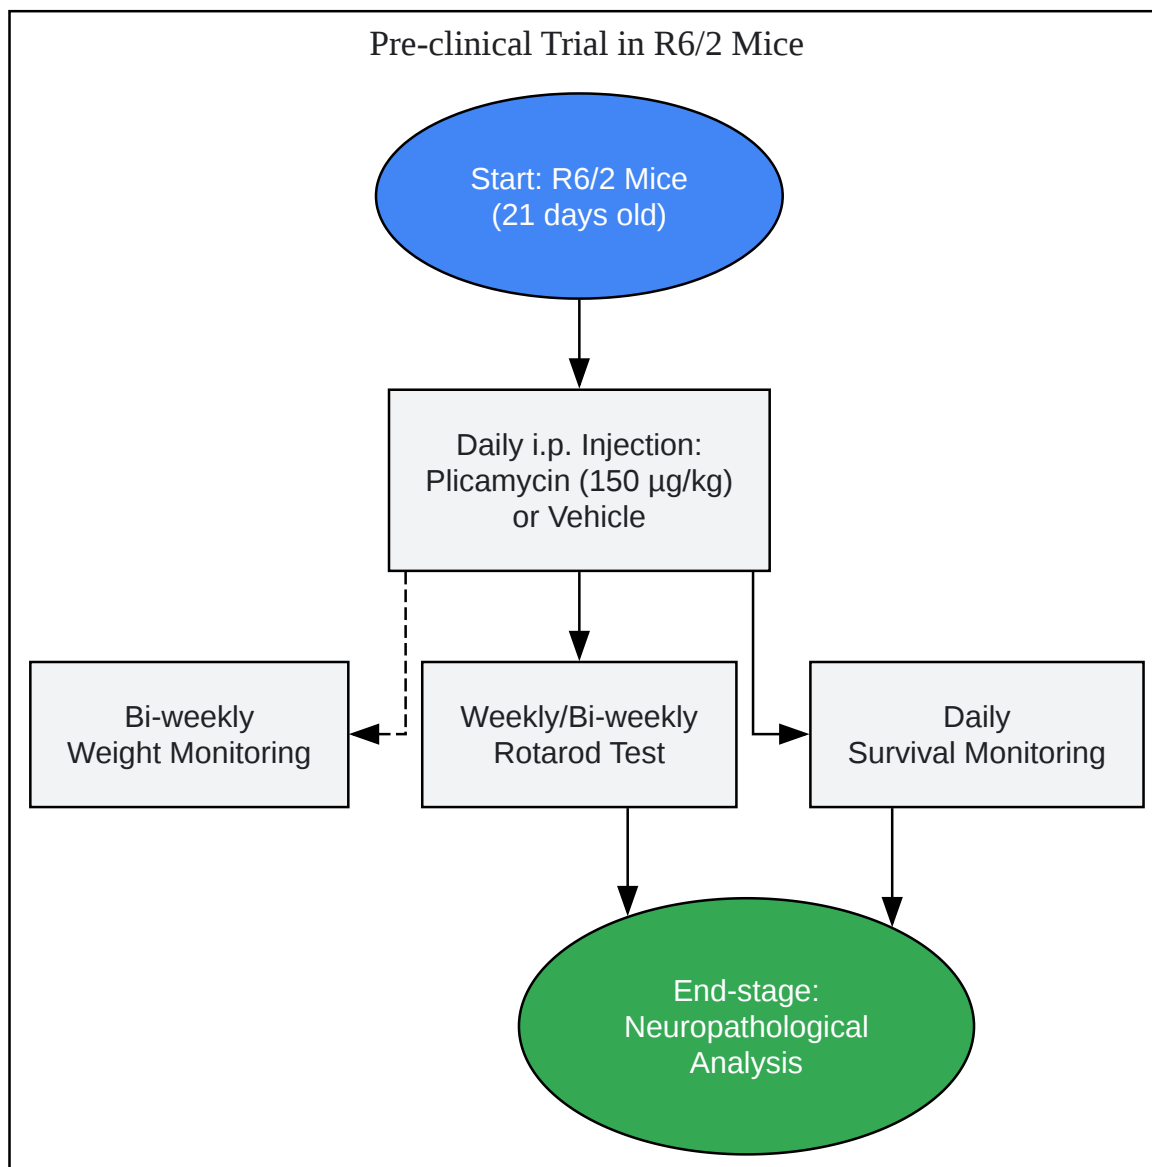 Pre-clinical Trial in R6/2 Mice
Start: R6/2 Mice
(21 days old)
Daily i.p. Injection:
Plicamycin (150 µg/kg)
or Vehicle
Bi-weekly
Weight Monitoring
Weekly/Bi-weekly
Rotarod Test
Daily
Survival Monitoring
End-stage:
Neuropathological
Analysis